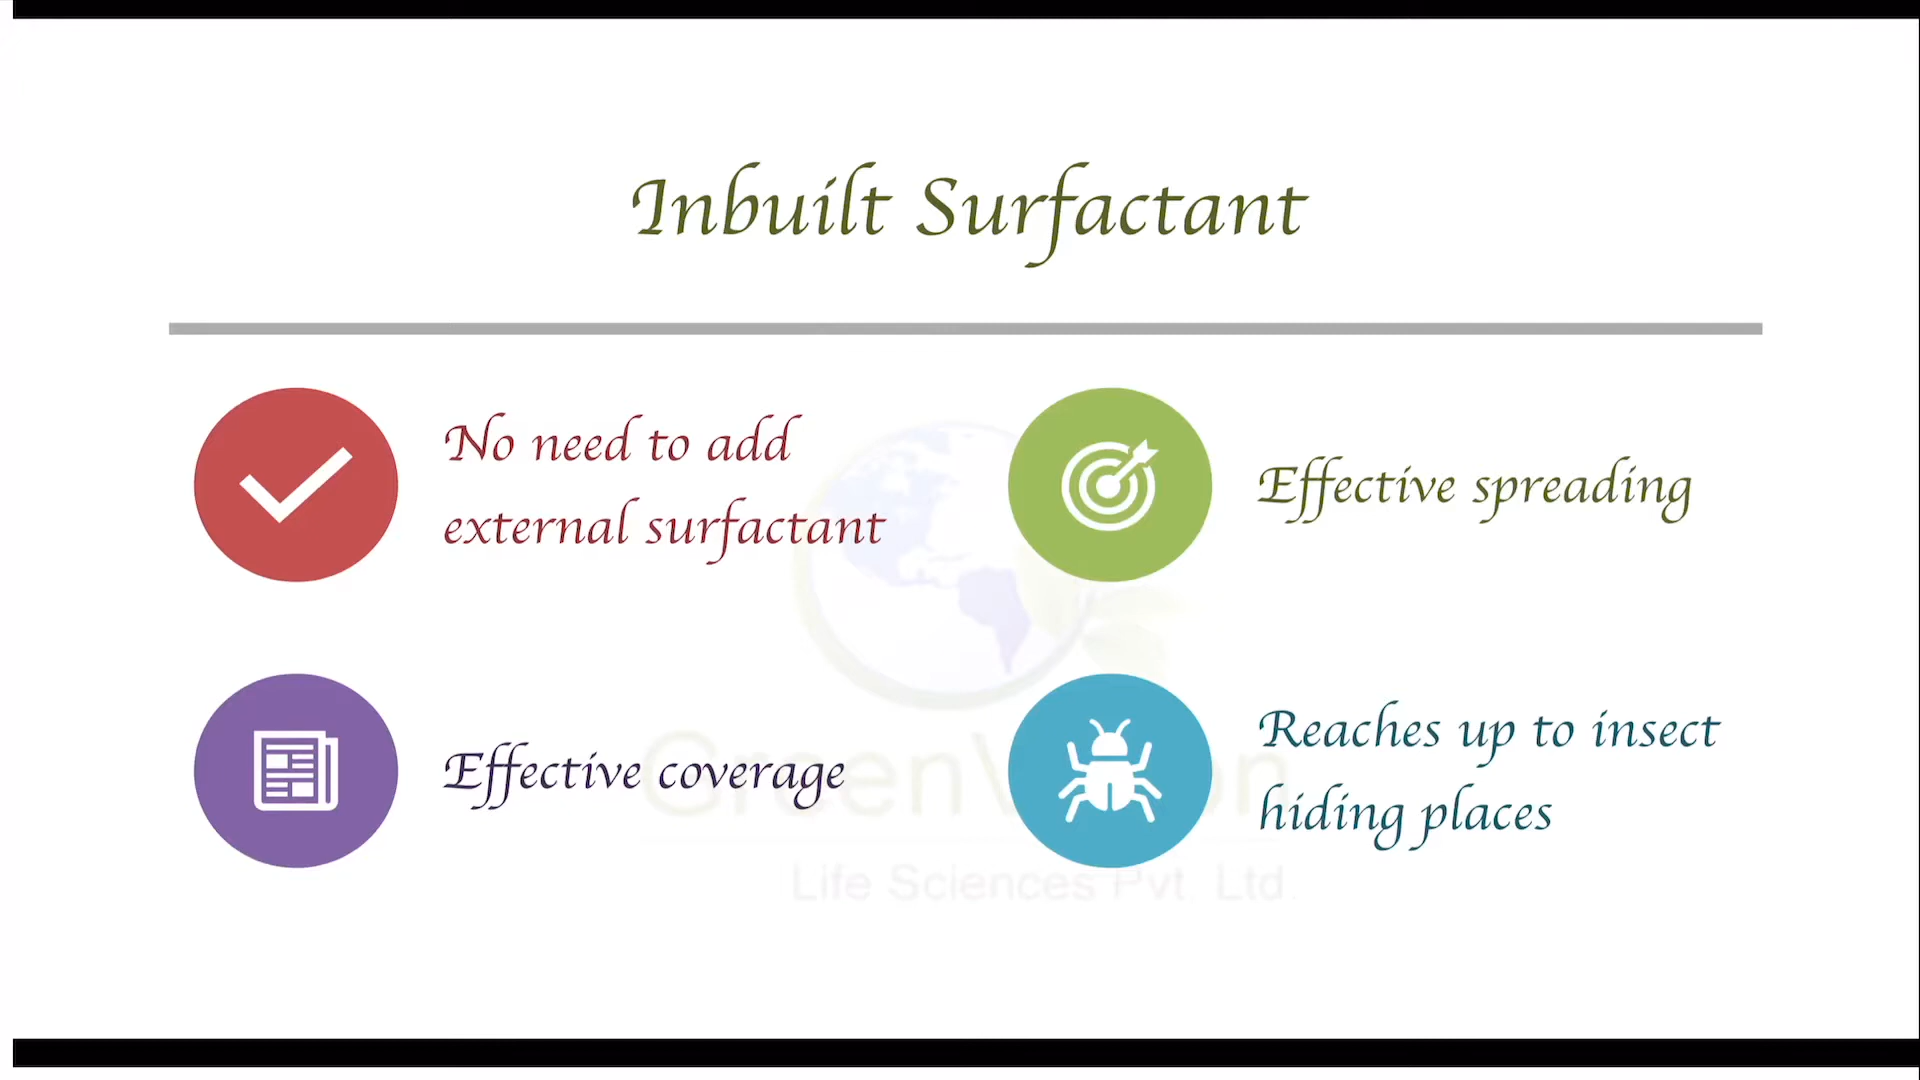 Inbuilt Surfactant
No need to add
external surfactant
Effective spreading
Effective coverage
Reaches up to insect
hiding places
Life Sciences Pvt. Ltd.